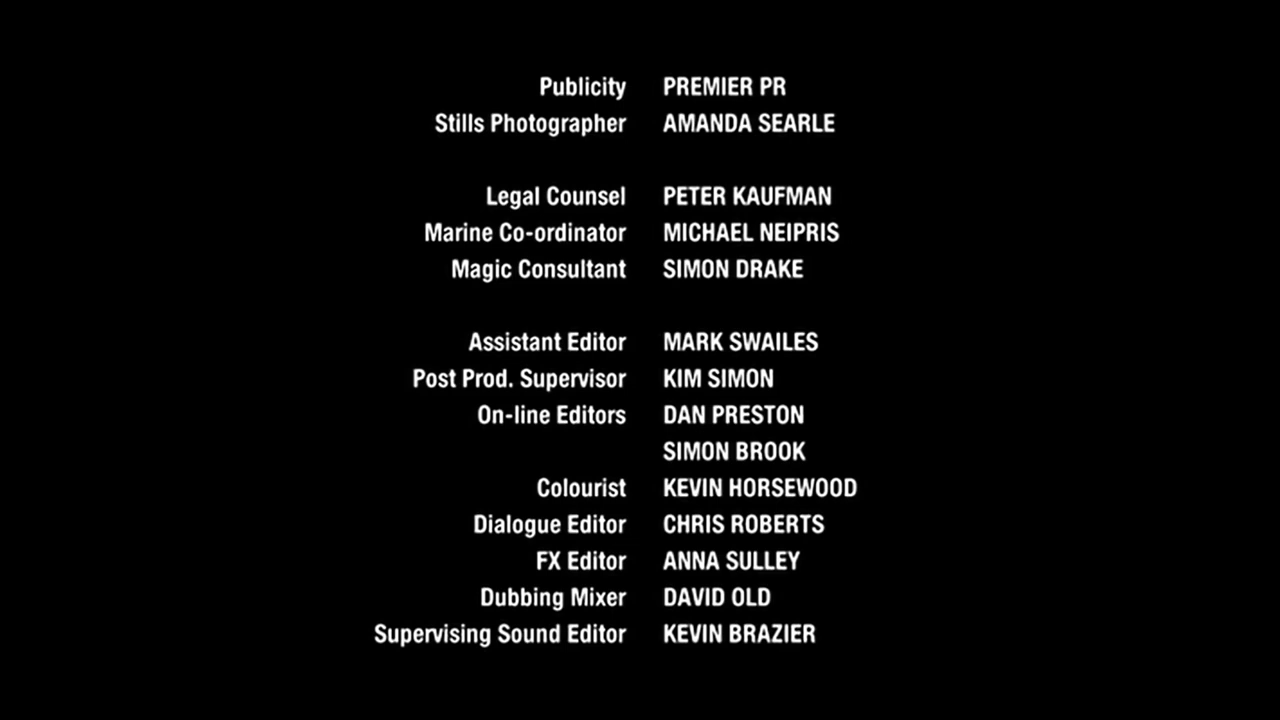 Publicity PREMIER PR
Stills Photographer AMANDA SEARLE
Legal Counsel PETER KAUFMAN
Marine Co-ordinator MICHAEL NEIPRIS
Magic Consultant SIMON DRAKE
Assistant Editor MARK SWAILES
Post Prod. Supervisor KIM SIMON
On-line Editors DAN PRESTON
SIMON BROOK
Colourist KEVIN HORSEWOOD
Dialogue Editor CHRIS ROBERTS
FX Editor ANNA SULLEY
Dubbing Mixer DAVID OLD
Supervising Sound Editor KEVIN BRAZIER